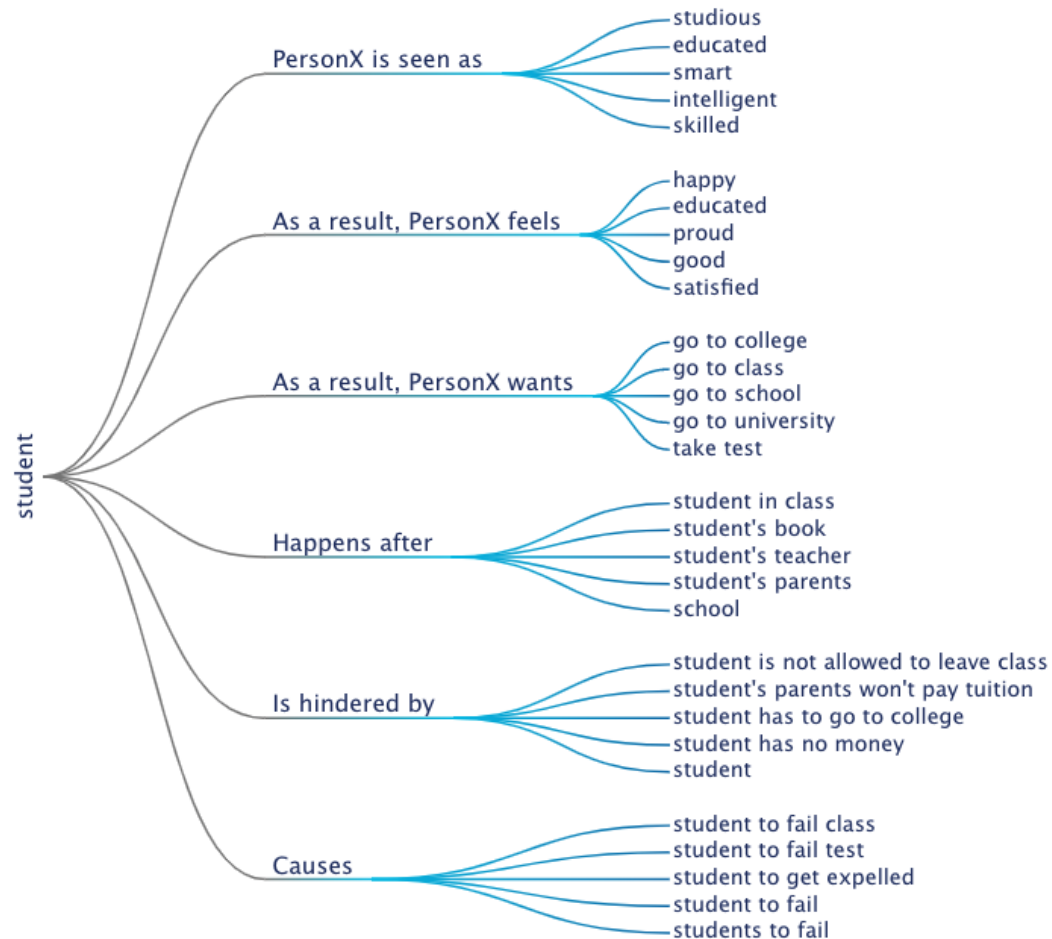 student
PersonX is seen as
studious
educated
smart
intelligent
skilled
As a result, PersonX feels
happy
educated
proud
good
satisfied
As a result, PersonX wants
go to college
go to class
go to school
go to university
take test
Happens after
student in class
student's book
student's teacher
student's parents
school
Is hindered by
student is not allowed to leave class
student's parents won't pay tuition
student has to go to college
student has no money
student
Causes
student to fail class
student to fail test
student to get expelled
student to fail
students to fail